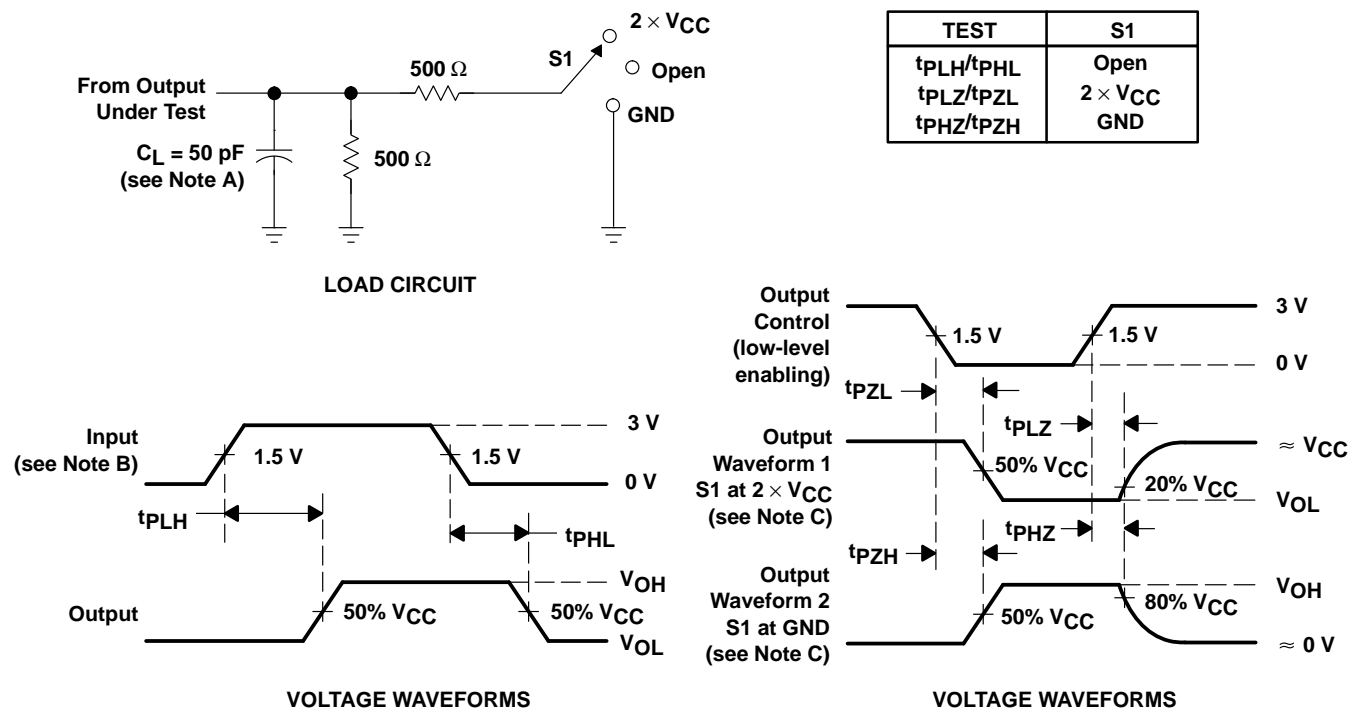 2 × VCC
S1
Open
500 Ω
From Output
Under Test
GND
CL = 50 pF
(see Note A)
500 Ω
LOAD CIRCUIT
TEST S1
tPLH/tPHL Open
tPLZ/tPZL 2 × VCC
tPHZ/tPZH GND
Input
(see Note B)
1.5 V
1.5 V
3 V
0 V
tPLH
tPHL
Output
50% VCC
50% VCC
VOH
VOL
VOLTAGE WAVEFORMS
Output
Control
(low-level
enabling)
1.5 V
1.5 V
3 V
0 V
tPZL
tPLZ
Output
Waveform 1
S1 at 2 × VCC
(see Note C)
50% VCC
20% VCC
≈ VCC
VOL
tPZH
tPHZ
Output
Waveform 2
S1 at GND
(see Note C)
50% VCC
80% VCC
VOH
≈ 0 V
VOLTAGE WAVEFORMS